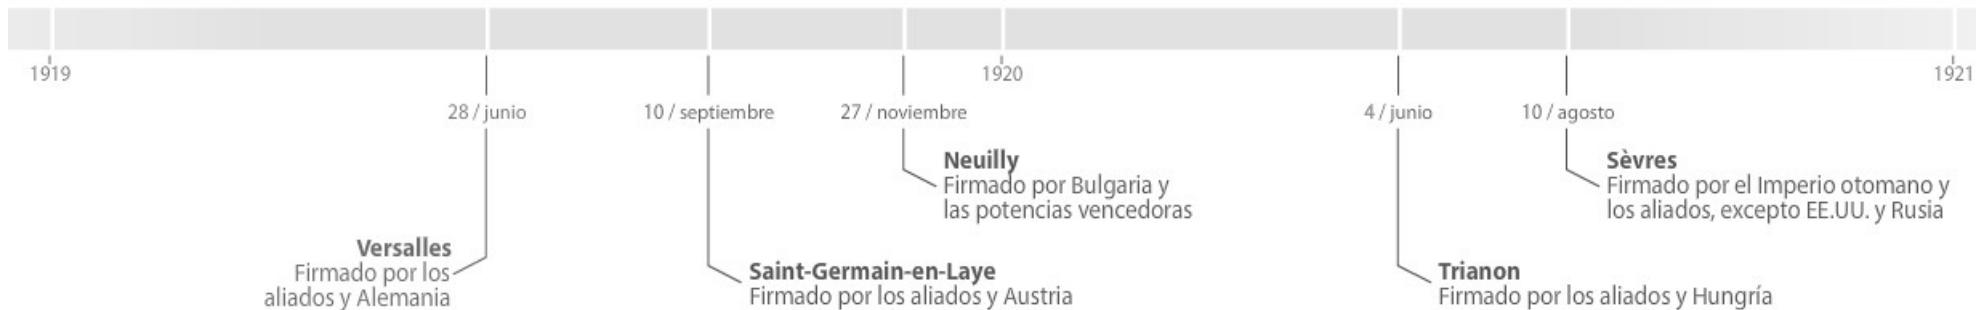 1919
1920
1921
28 / junio
10 / septiembre
27 / noviembre
4 / junio
10 / agosto
Versalles
Firmado por los
aliados y Alemania
Saint-Germain-en-Laye
Firmado por los aliados y Austria
Neuilly
Firmado por Bulgaria y
las potencias vencedoras
Trianon
Firmado por los aliados y Hungría
Sèvres
Firmado por el Imperio otomano y
los aliados, excepto EE.UU. y Rusia